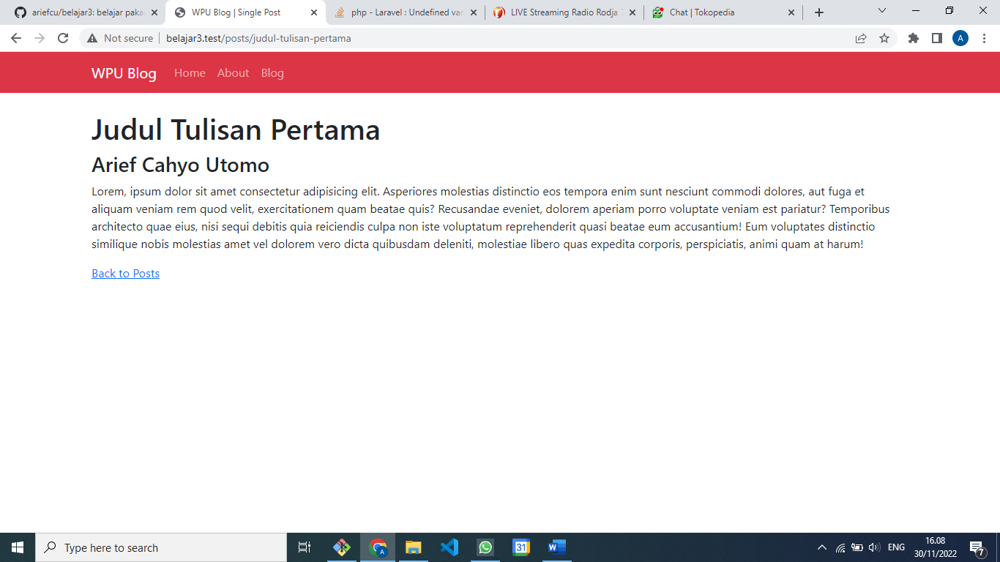 ariefcu/belajar3: belajar paka
WPU Blog | Single Post
php - Laravel : Undefined var
LIVE Streaming Radio Rodja 7
Chat | Tokopedia
Not secure
belajar3.test/posts/judul-tulisan-pertama
A
WPU Blog
Home
About
Blog
Judul Tulisan Pertama
Arief Cahyo Utomo
Lorem, ipsum dolor sit amet consectetur adipisicing elit. Asperiores molestias distinctio eos tempora enim sunt nesciunt commodi dolores, aut fuga et
aliquam veniam rem quod velit, exercitationem quam beatae quis? Recusandae eveniet, dolorem aperiam porro voluptate veniam est pariatur? Temporibus
architecto quae eius, nisi sequi debitis quia reiciendis culpa non iste voluptatum reprehenderit quasi beatae eum accusantium! Eum voluptates distinctio
similique nobis molestias amet vel dolorem vero dicta quibusdam deleniti, molestiae libero quas expedita corporis, perspiciatis, animi quam at harum!
Back to Posts
Type here to search
A
31
W
ENG
16.08
30/11/2022
7